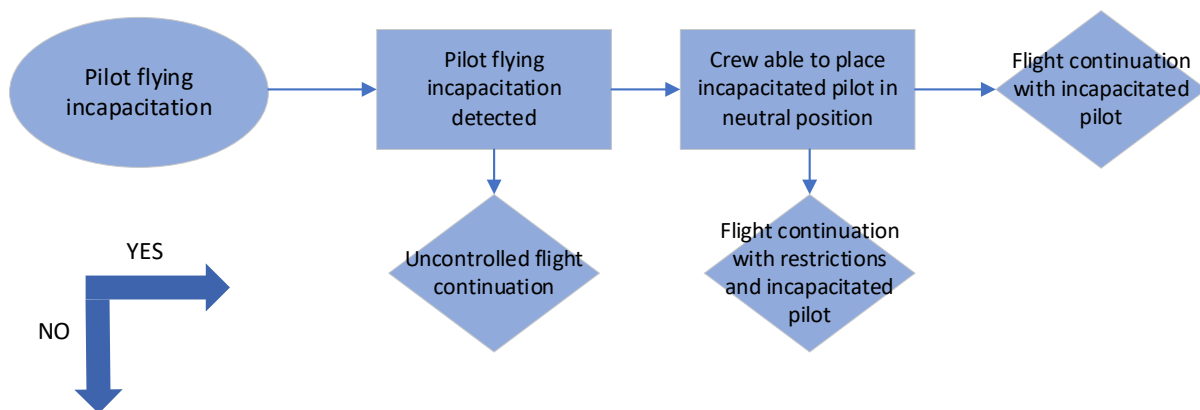 Pilot flying
incapacitation
Pilot flying
incapacitation
detected
Crew able to place
incapacitated pilot in
neutral position
Flight continuation
with incapacitated
pilot
Uncontrolled flight
continuation
Flight continuation
with restrictions
and incapacitated
pilot
YES
NO